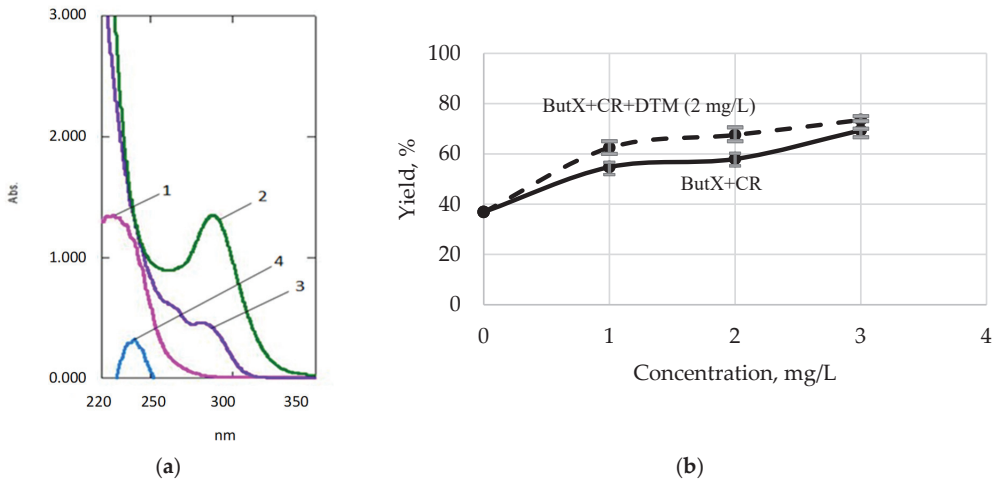 3.000
2.000
1.000
0.000
Abs.
1
2
4
3
220
250
300
350
nm
(a)
100
80
60
40
20
0
Yield, %
ButX+CR+DTM (2 mg/L)
ButX+CR
0
1
2
3
4
Concentration, mg/L
(b)